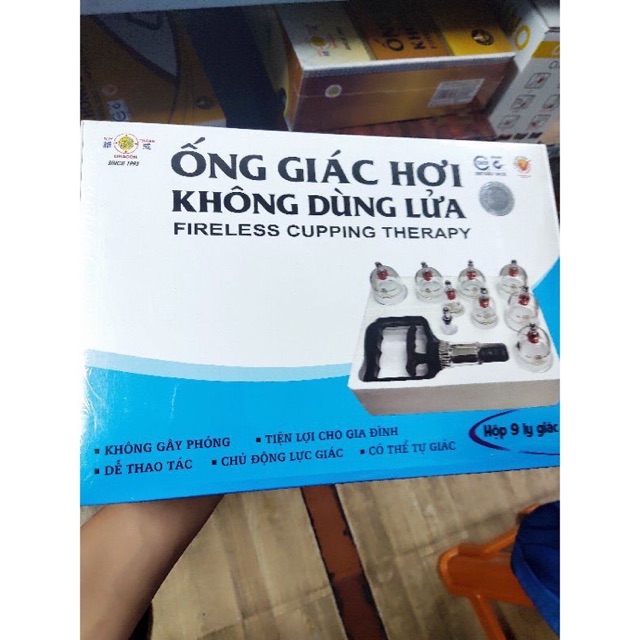 SINCE 1993
ỐNG GIÁC HƠI
KHÔNG DÙNG LỬA
FIRELESS CUPPING THERAPY
Hôp 9 ly giác
▪ KHÔNG GÂY PHỎNG ▪ TIỆN LỢI CHO GIA ĐÌNH
▪ DỄ THAO TÁC ▪ CHỦ ĐỘNG LỰC GIÁC ▪ CÓ THỂ TỰ GIÁC